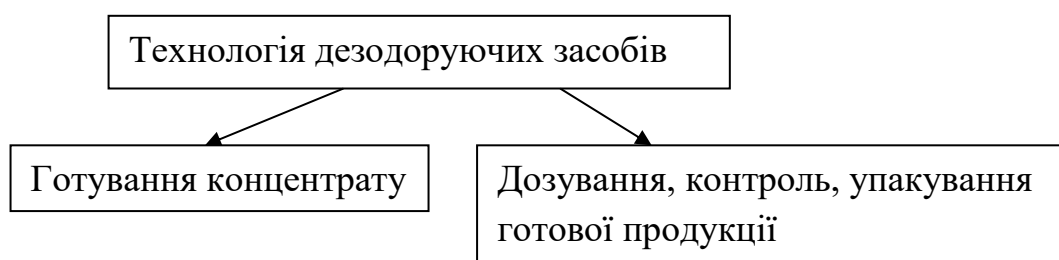 Технологія дезодоруючих засобів
Готування концентрату
Дозування, контроль, упакування
готової продукції